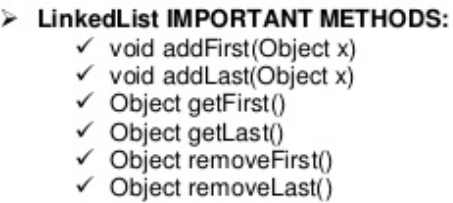 ➢ LinkedList IMPORTANT METHODS:
✓ void addFirst(Object x)
✓ void addLast(Object x)
✓ Object getFirst()
✓ Object getLast()
✓ Object removeFirst()
✓ Object removeLast()